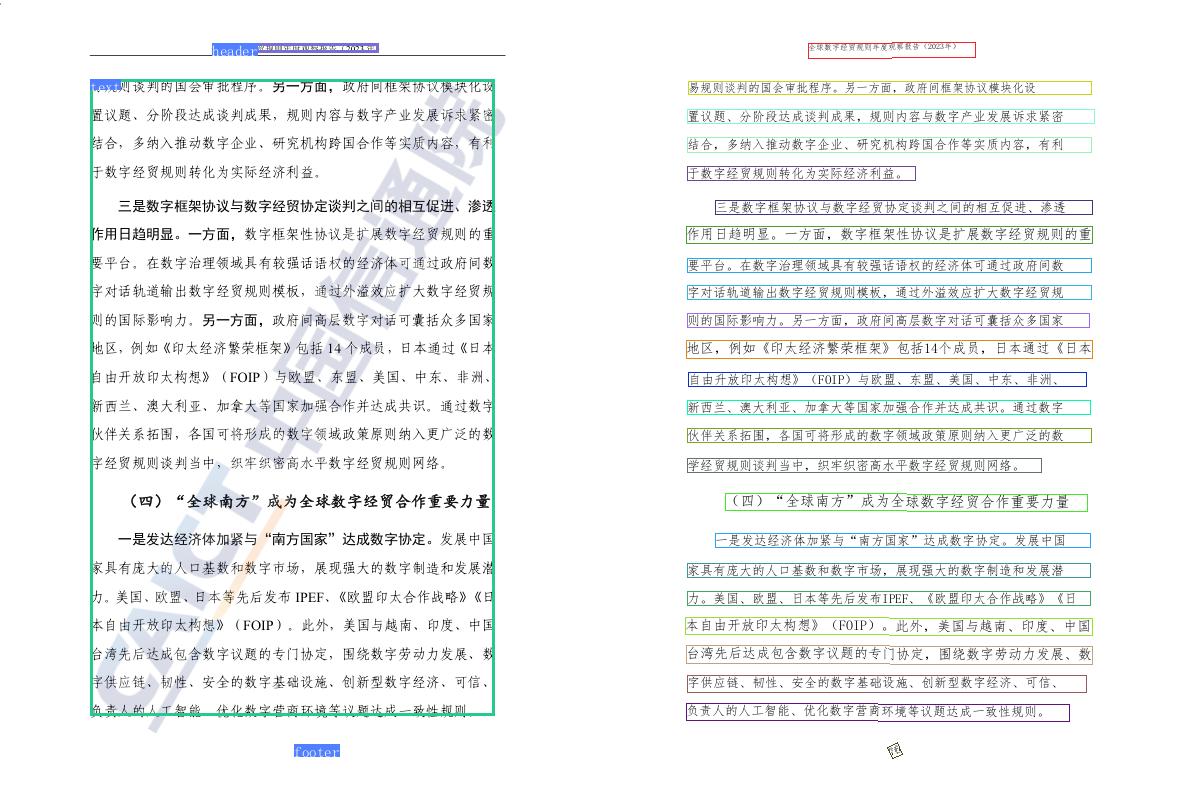 header
text
规则谈判的国会审批程序。另一方面，政府间框架协议模块化设
置议题、分阶段达成谈判成果，规则内容与数字产业发展诉求紧密
结合，多纳入推动数字企业、研究机构跨国合作等实质内容，有利
于数字经贸规则转化为实际经济利益。
三是数字框架协议与数字经贸协定谈判之间的相互促进、渗透
作用日趋明显。一方面，数字框架性协议是扩展数字经贸规则的重
要平台。在数字治理领域具有较强话语权的经济体可通过政府间数
字对话轨道输出数字经贸规则模板，通过外溢效应扩大数字经贸规
则的国际影响力。另一方面，政府间高层数字对话可囊括众多国家
地区，例如《印太经济繁荣框架》包括 14 个成员，日本通过《日本
自由开放印太构想》（FOIP）与欧盟、东盟、美国、中东、非洲、
新西兰、澳大利亚、加拿大等国家加强合作并达成共识。通过数字
伙伴关系拓围，各国可将形成的数字领域政策原则纳入更广泛的数
字经贸规则谈判当中，织牢织密高水平数字经贸规则网络。
（四）“全球南方”成为全球数字经贸合作重要力量
一是发达经济体加紧与“南方国家”达成数字协定。发展中国
家具有庞大的人口基数和数字市场，展现强大的数字制造和发展潜
力。美国、欧盟、日本等先后发布 IPEF、《欧盟印太合作战略》《日
本自由开放印太构想》（FOIP）。此外，美国与越南、印度、中国
台湾先后达成包含数字议题的专门协定，围绕数字劳动力发展、数
字供应链、韧性、安全的数字基础设施、创新型数字经济、可信、
负责人的人工智能、优化数字营商环境等议题达成一致性规则
footer
CAICT 中国信通院
全球数字经贸规则年度观察报告（2023年）
易规则谈判的国会审批程序。另一方面，政府间框架协议模块化设
置议题、分阶段达成谈判成果，规则内容与数字产业发展诉求紧密
结合，多纳入推动数字企业、研究机构跨国合作等实质内容，有利
于数字经贸规则转化为实际经济利益。
三是数字框架协议与数字经贸协定谈判之间的相互促进、渗透
作用日趋明显。一方面，数字框架性协议是扩展数字经贸规则的重
要平台。在数字治理领域具有较强话语权的经济体可通过政府间数
字对话轨道输出数字经贸规则模板，通过外溢效应扩大数字经贸规
则的国际影响力。另一方面，政府间高层数字对话可囊括众多国家
地区，例如《印太经济繁荣框架》包括14个成员，日本通过《日本
自由升放印太构想》（FOIP）与欧盟、东盟、美国、中东、非洲、
新西兰、澳大利亚、加拿大等国家加强合作并达成共识。通过数字
伙伴关系拓围，各国可将形成的数字领域政策原则纳入更广泛的数
学经贸规则谈判当中，织牢织密高水平数字经贸规则网络。
（四）“全球南方”成为全球数字经贸合作重要力量
一是发达经济体加紧与“南方国家”达成数字协定。发展中国
家具有庞大的人口基数和数字市场，展现强大的数字制造和发展潜
力。美国、欧盟、日本等先后发布IPEF、《欧盟印太合作战略》《日
本自由开放印太构想》（FOIP）。此外，美国与越南、印度、中国
台湾先后达成包含数字议题的专门协定，围绕数字劳动力发展、数
字供应链、韧性、安全的数字基础设施、创新型数字经济、可信、
负责人的人工智能、优化数字营商环境等议题达成一致性规则。